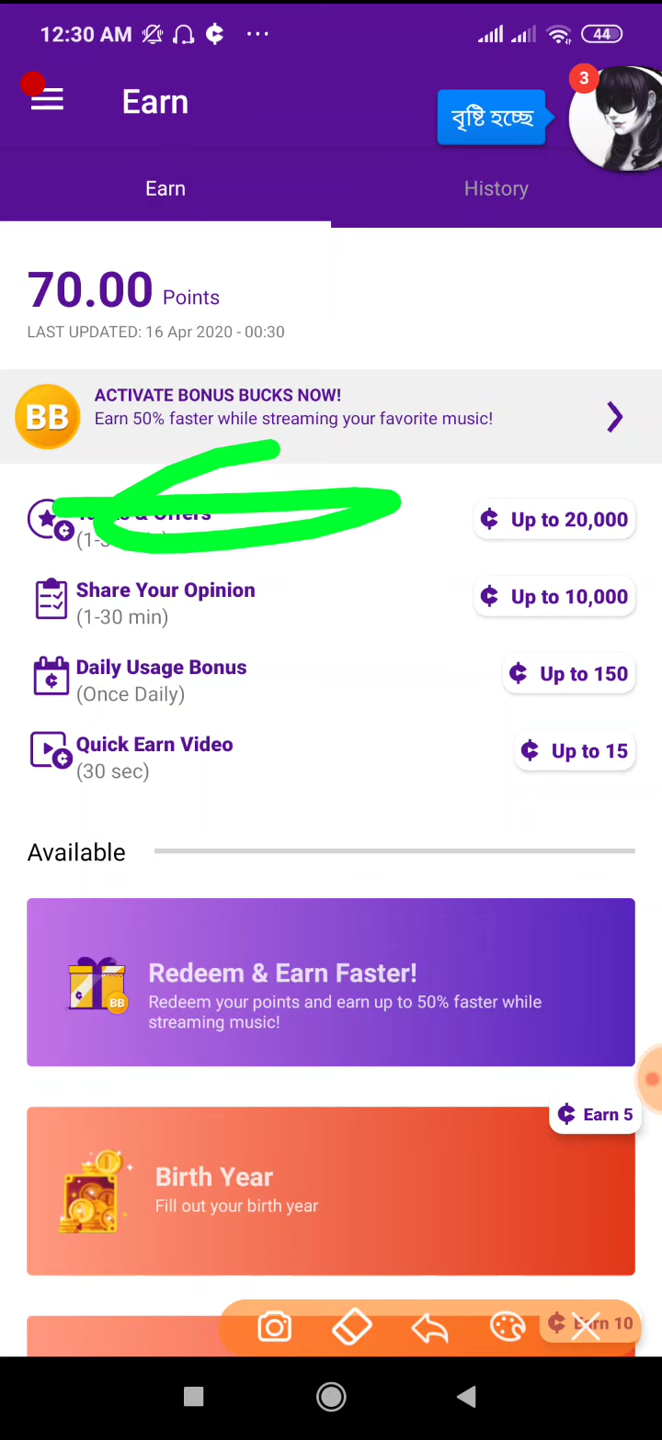 12:30 AM
44
Earn
বৃষ্টি হচ্ছে
3
Earn
History
70.00 Points
LAST UPDATED: 16 Apr 2020 - 00:30
BB
ACTIVATE BONUS BUCKS NOW!
Earn 50% faster while streaming your favorite music!
& Offers
Up to 20,000
Share Your Opinion
(1-30 min)
Up to 10,000
Daily Usage Bonus
(Once Daily)
Up to 150
Quick Earn Video
(30 sec)
Up to 15
Available
BB
Redeem & Earn Faster!
Redeem your points and earn up to 50% faster while
streaming music!
Earn 5
Birth Year
Fill out your birth year
Earn 10